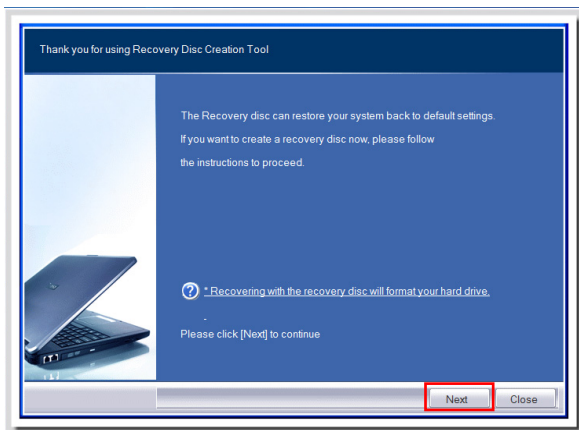 Thank you for using Recovery Disc Creation Tool
The Recovery disc can restore your system back to default settings.
If you want to create a recovery disc now, please follow
the instructions to proceed.
* Recovering with the recovery disc will format your hard drive.
Please click [Next] to continue
Next Close